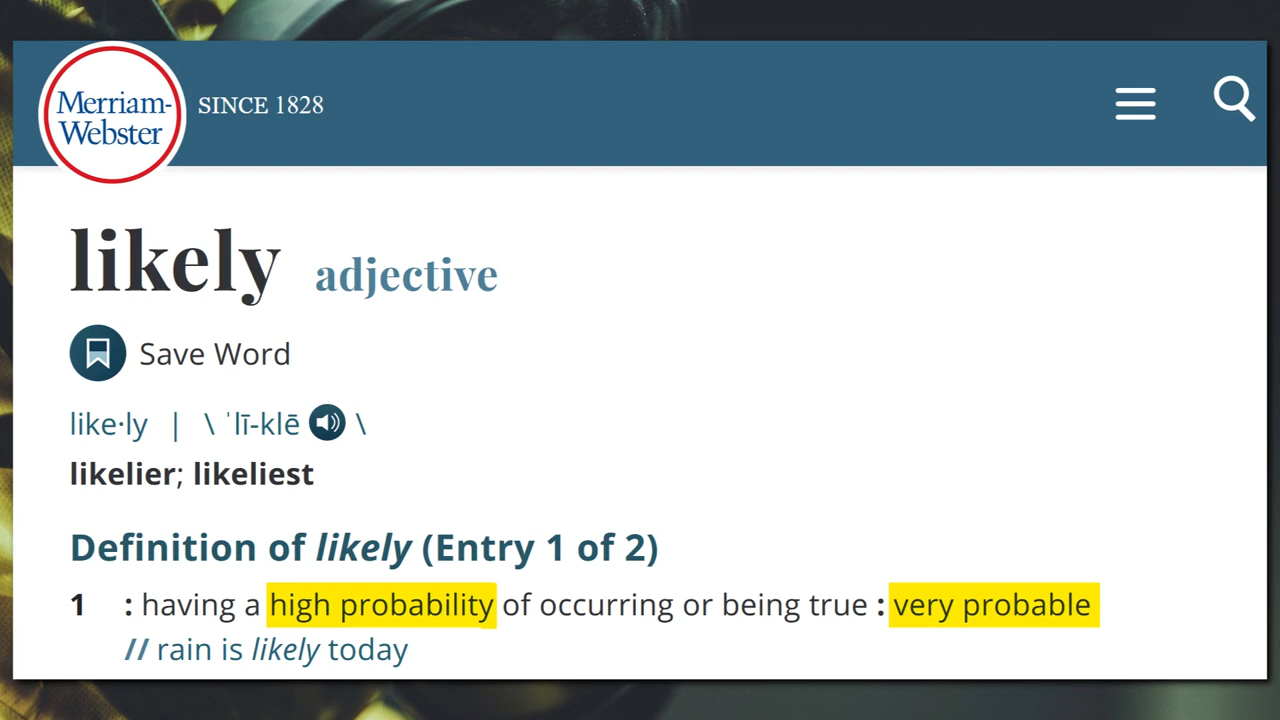 Merriam-
Webster
SINCE 1828
likely adjective
Save Word
like·ly | \ ˈlī-klē \
likelier; likeliest
Definition of likely (Entry 1 of 2)
1 : having a high probability of occurring or being true : very probable
// rain is likely today